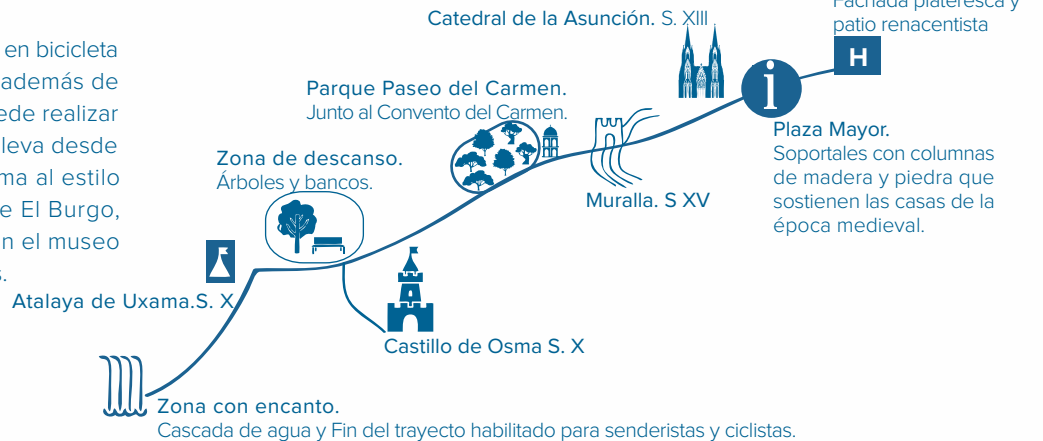 en bicicleta
además de
ede realizar
leva desde
ma al estilo
e El Burgo,
n el museo
s.
Fachada plateresca y
patio renacentista
H
Catedral de la Asunción. S. XIII
i
Plaza Mayor.
Soportales con columnas
de madera y piedra que
sostienen las casas de la
época medieval.
Parque Paseo del Carmen.
Junto al Convento del Carmen.
Muralla. S XV
Zona de descanso.
Árboles y bancos.
Atalaya de Uxama.S. X
Castillo de Osma S. X
Zona con encanto.
Cascada de agua y Fin del trayecto habilitado para senderistas y ciclistas.